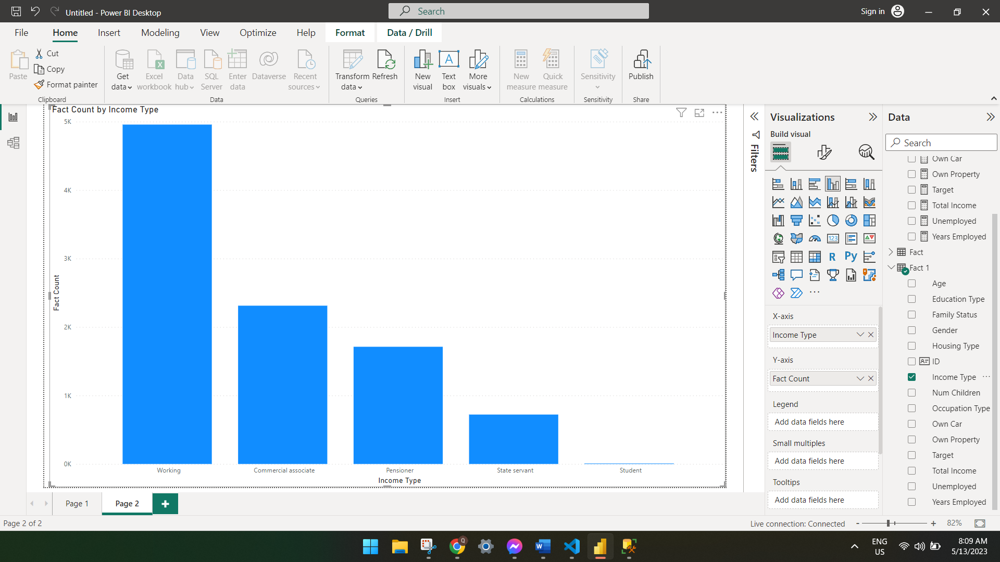 Untitled - Power BI Desktop
Search
Sign in
File
Home
Insert
Modeling
View
Optimize
Help
Format
Data / Drill
Paste
Cut
Copy
Format painter
Clipboard
Get data
Excel workbook
Data hub
SQL Server
Enter data
Dataverse
Recent sources
Data
Transform data
Refresh
Queries
New visual
A
Text box
More visuals
Insert
New measure
Quick measure
Calculations
Sensitivity
Sensitivity
Publish
Share
Fact Count by Income Type
5K
4K
3K
2K
1K
0K
Fact Count
Working
Commercial associate
Pensioner
State servant
Student
Income Type
Filters
Visualizations
Build visual
123
R
Py
X-axis
Income Type
Y-axis
Fact Count
Legend
Add data fields here
Small multiples
Add data fields here
Tooltips
Add data fields here
Data
Search
Own Car
Own Property
Target
Total Income
Unemployed
Years Employed
Fact
Fact 1
Age
Education Type
Family Status
Gender
Housing Type
ID
Income Type
Num Children
Occupation Type
Own Car
Own Property
Target
Total Income
Unemployed
Years Employed
Page 1
Page 2
Page 2 of 2
Live connection: Connected
82%
Q
W
ENG
US
8:09 AM
5/13/2023